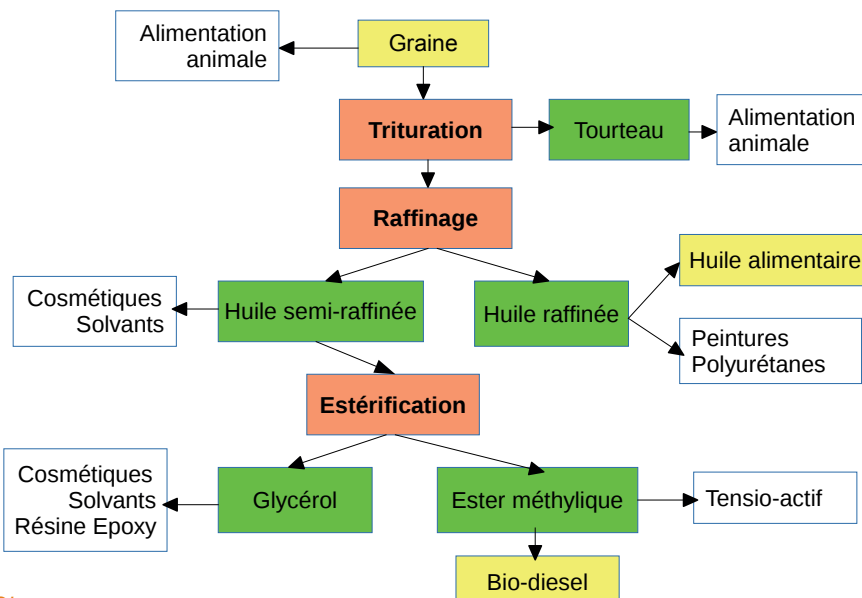 Alimentation
animale
Graine
Trituration
Tourteau
Alimentation
animale
Raffinage
Huile alimentaire
Cosmétiques
Solvants
Huile semi-raffinée
Huile raffinée
Peintures
Polyurétanes
Estérification
Cosmétiques
Solvants
Résine Epoxy
Glycérol
Ester méthylique
Tensio-actif
Bio-diesel